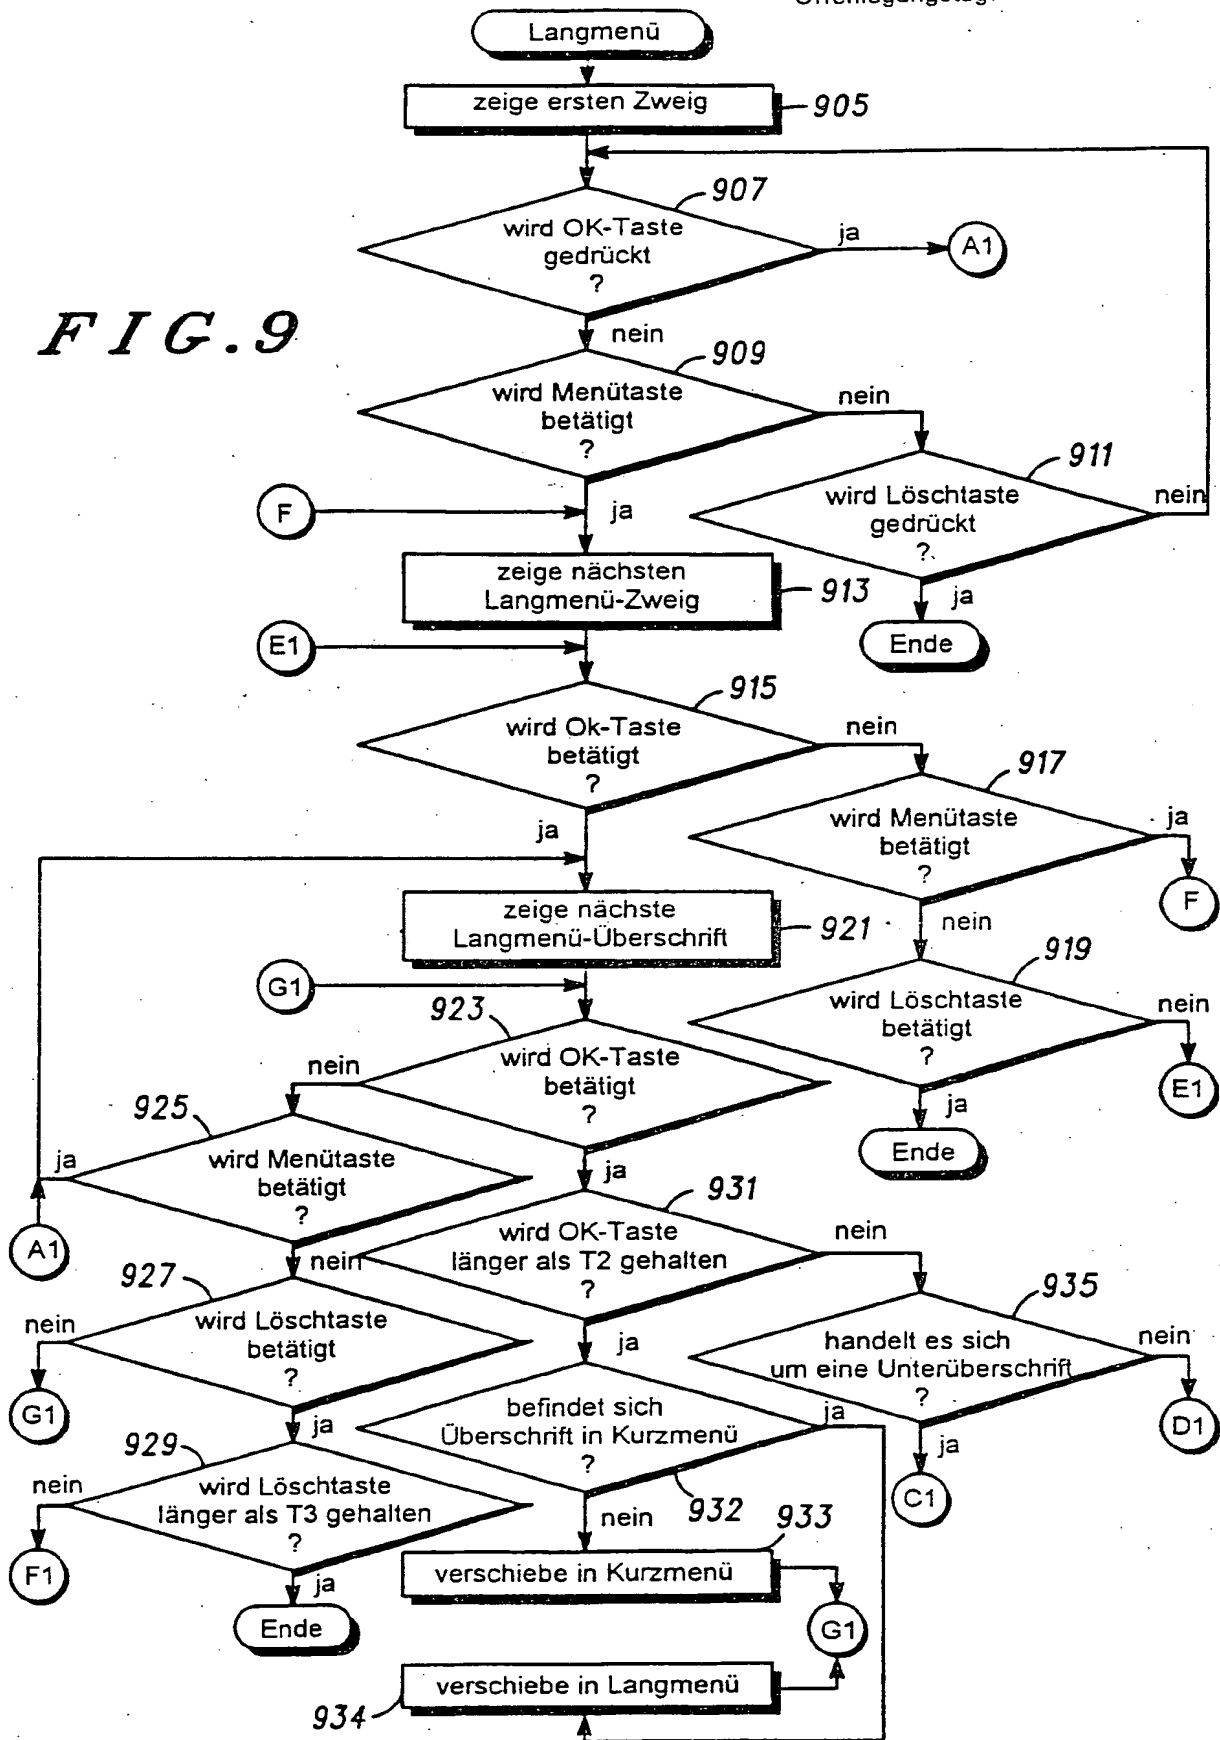 Offenlegungstag:
Langmenü
zeige ersten Zweig
905
907
wird OK-Taste
gedrückt
?
ja
A1
nein
FIG.9
909
wird Menütaste
betätigt
?
nein
911
wird Löschtaste
gedrückt
?
nein
F
ja
zeige nächsten
Langmenü-Zweig
913
ja
Ende
E1
915
wird Ok-Taste
betätigt
?
nein
917
wird Menütaste
betätigt
?
ja
F
ja
zeige nächste
Langmenü-Überschrift
921
nein
919
wird Löschtaste
betätigt
?
nein
E1
G1
923
wird OK-Taste
betätigt
?
nein
ja
Ende
925
ja
wird Menütaste
betätigt
?
A1
ja
931
wird OK-Taste
länger als T2 gehalten
?
nein
nein
927
nein
wird Löschtaste
betätigt
?
G1
935
handelt es sich
um eine Unterüberschrift
?
nein
D1
ja
befindet sich
Überschrift in Kurzmenü
?
ja
932
ja
C1
ja
929
nein
wird Löschtaste
länger als T3 gehalten
?
F1
ja
Ende
nein
933
verschiebe in Kurzmenü
G1
verschiebe in Langmenü
934